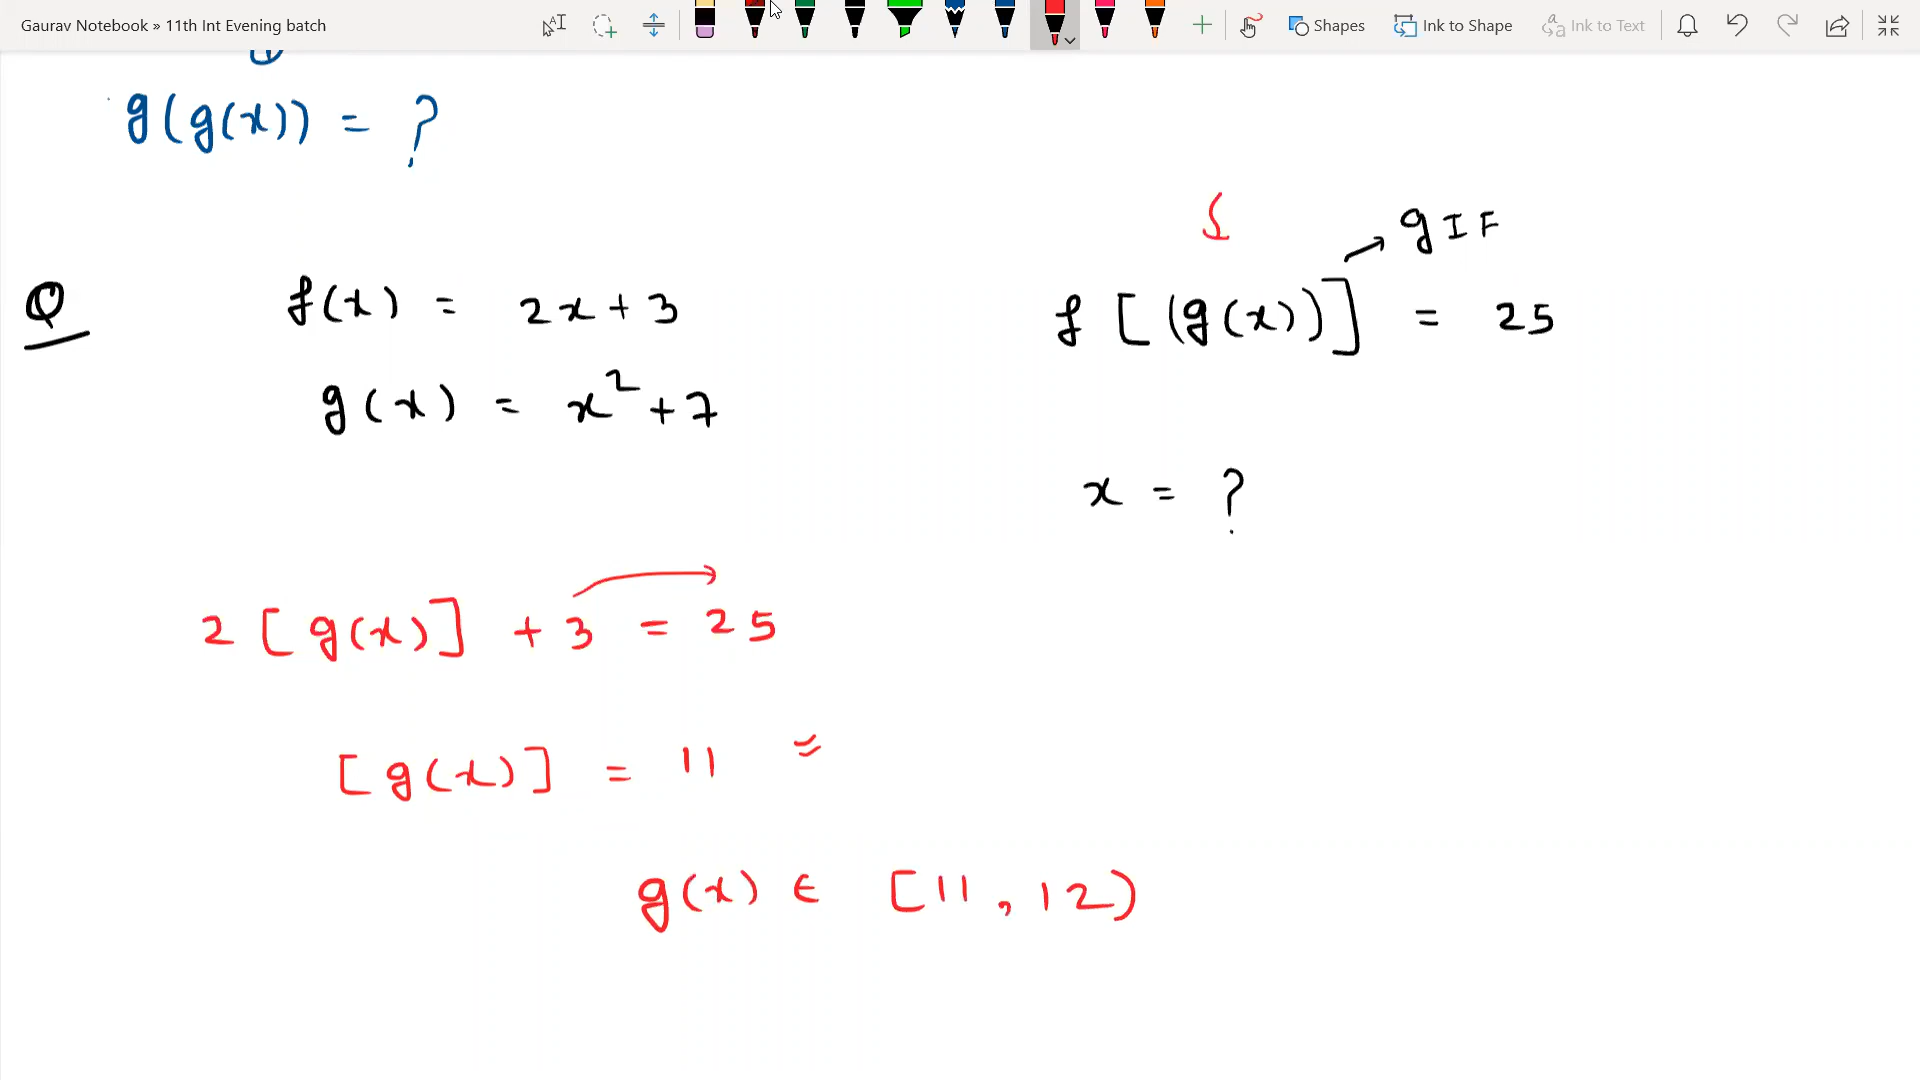 Gaurav Notebook » 11th Int Evening batch
Shapes
Ink to Shape
Ink to Text
g(g(x)) = ?
Q
f(x) = 2x + 3
g(x) = x² + 7
→ gIF
f [(g(x))] = 25
x = ?
2 [g(x)] + 3 = 25
[g(x)] = 11
g(x) ∈ [11, 12)